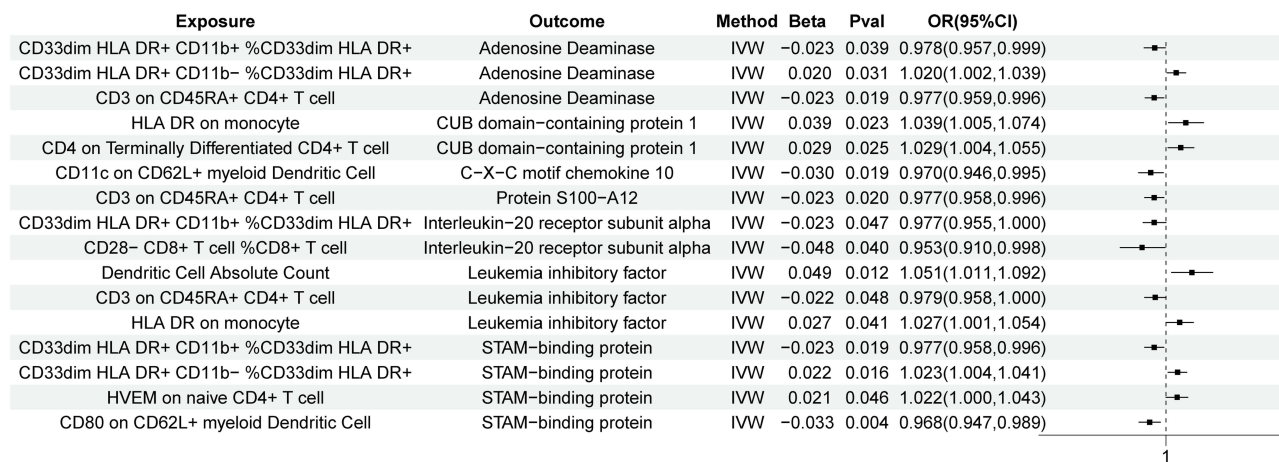 Exposure Outcome Method Beta Pval OR(95%CI)
CD33dim HLA DR+ CD11b+ %CD33dim HLA DR+ Adenosine Deaminase IVW −0.023 0.039 0.978(0.957,0.999)
CD33dim HLA DR+ CD11b− %CD33dim HLA DR+ Adenosine Deaminase IVW 0.020 0.031 1.020(1.002,1.039)
CD3 on CD45RA+ CD4+ T cell Adenosine Deaminase IVW −0.023 0.019 0.977(0.959,0.996)
HLA DR on monocyte CUB domain−containing protein 1 IVW 0.039 0.023 1.039(1.005,1.074)
CD4 on Terminally Differentiated CD4+ T cell CUB domain−containing protein 1 IVW 0.029 0.025 1.029(1.004,1.055)
CD11c on CD62L+ myeloid Dendritic Cell C−X−C motif chemokine 10 IVW −0.030 0.019 0.970(0.946,0.995)
CD3 on CD45RA+ CD4+ T cell Protein S100−A12 IVW −0.023 0.020 0.977(0.958,0.996)
CD33dim HLA DR+ CD11b+ %CD33dim HLA DR+ Interleukin−20 receptor subunit alpha IVW −0.023 0.047 0.977(0.955,1.000)
CD28− CD8+ T cell %CD8+ T cell Interleukin−20 receptor subunit alpha IVW −0.048 0.040 0.953(0.910,0.998)
Dendritic Cell Absolute Count Leukemia inhibitory factor IVW 0.049 0.012 1.051(1.011,1.092)
CD3 on CD45RA+ CD4+ T cell Leukemia inhibitory factor IVW −0.022 0.048 0.979(0.958,1.000)
HLA DR on monocyte Leukemia inhibitory factor IVW 0.027 0.041 1.027(1.001,1.054)
CD33dim HLA DR+ CD11b+ %CD33dim HLA DR+ STAM−binding protein IVW −0.023 0.019 0.977(0.958,0.996)
CD33dim HLA DR+ CD11b− %CD33dim HLA DR+ STAM−binding protein IVW 0.022 0.016 1.023(1.004,1.041)
HVEM on naive CD4+ T cell STAM−binding protein IVW 0.021 0.046 1.022(1.000,1.043)
CD80 on CD62L+ myeloid Dendritic Cell STAM−binding protein IVW −0.033 0.004 0.968(0.947,0.989)
1